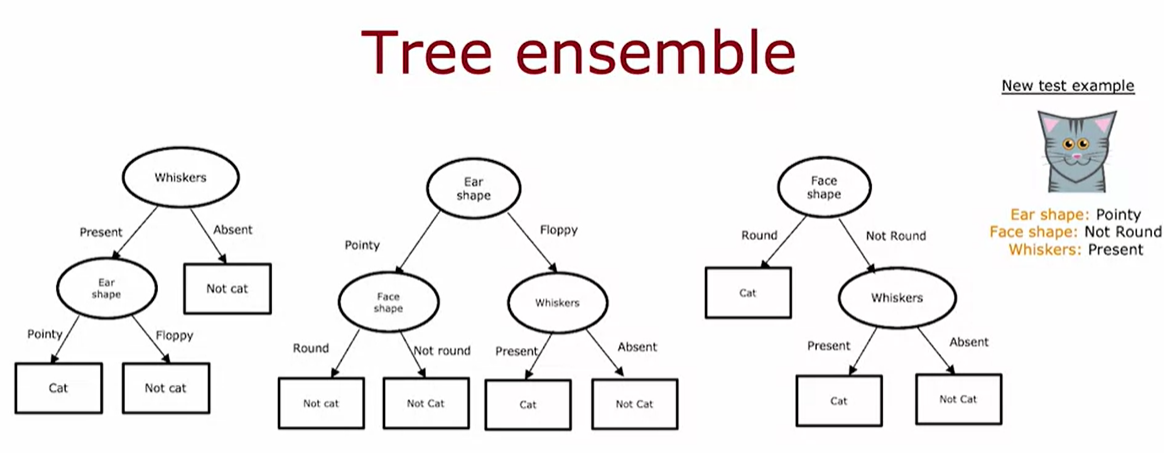 Tree ensemble
New test example
Ear shape: Pointy
Face shape: Not Round
Whiskers: Present
Whiskers
Present
Absent
Ear
shape
Not cat
Pointy
Floppy
Cat
Not cat
Ear
shape
Pointy
Floppy
Face
shape
Whiskers
Round
Not round
Present
Absent
Not cat
Not Cat
Cat
Not Cat
Face
shape
Round
Not Round
Cat
Whiskers
Present
Absent
Cat
Not Cat